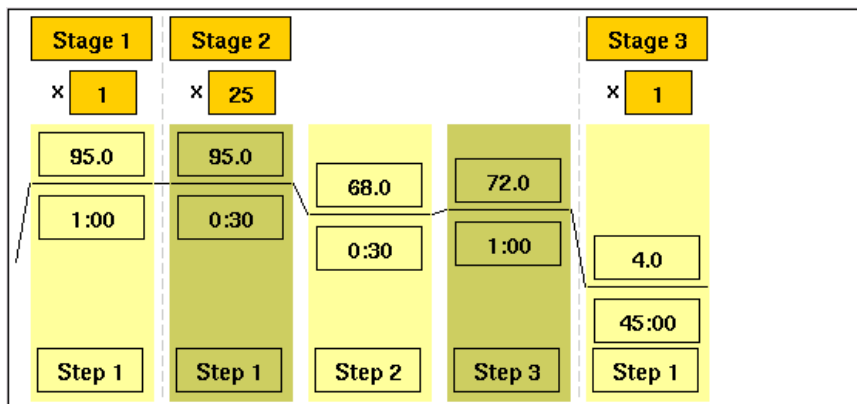 Stage 1 Stage 2 Stage 3
x 1 x 25 x 1
95.0 95.0 68.0 72.0 4.0
1:00 0:30 0:30 1:00 45:00
Step 1 Step 1 Step 2 Step 3 Step 1